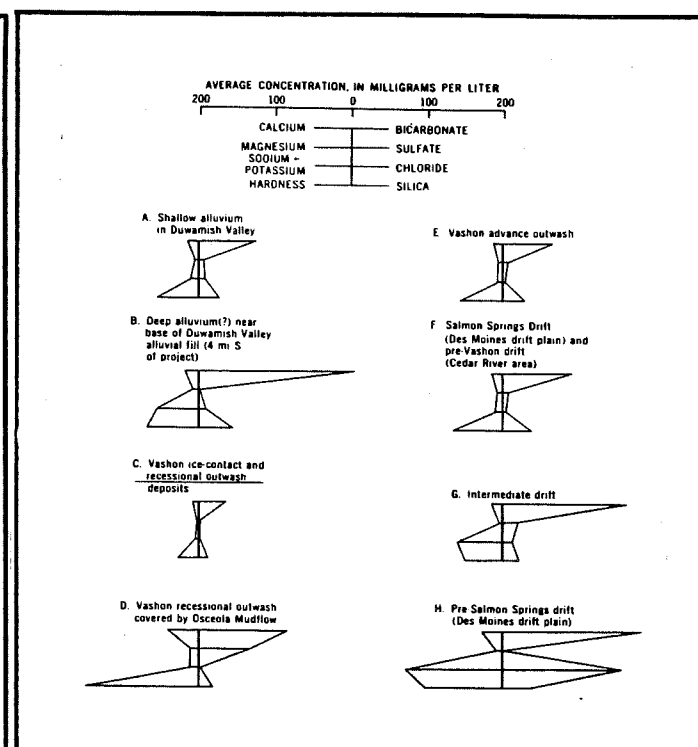 AVERAGE CONCENTRATION, IN MILLIGRAMS PER LITER
200 100 0 100 200
CALCIUM BICARBONATE
MAGNESIUM SULFATE
SODIUM +
POTASSIUM CHLORIDE
HARDNESS SILICA
A. Shallow alluvium
in Duwamish Valley
B. Deep alluvium(?) near
base of Duwamish Valley
alluvial fill (4 mi S
of project)
C. Vashon ice-contact and
recessional outwash
deposits
D. Vashon recessional outwash
covered by Osceola Mudflow
E Vashon advance outwash
F Salmon Springs Drift
(Des Moines drift plain) and
pre-Vashon drift
(Cedar River area)
G. Intermediate drift
H. Pre Salmon Springs drift
(Des Moines drift plain)